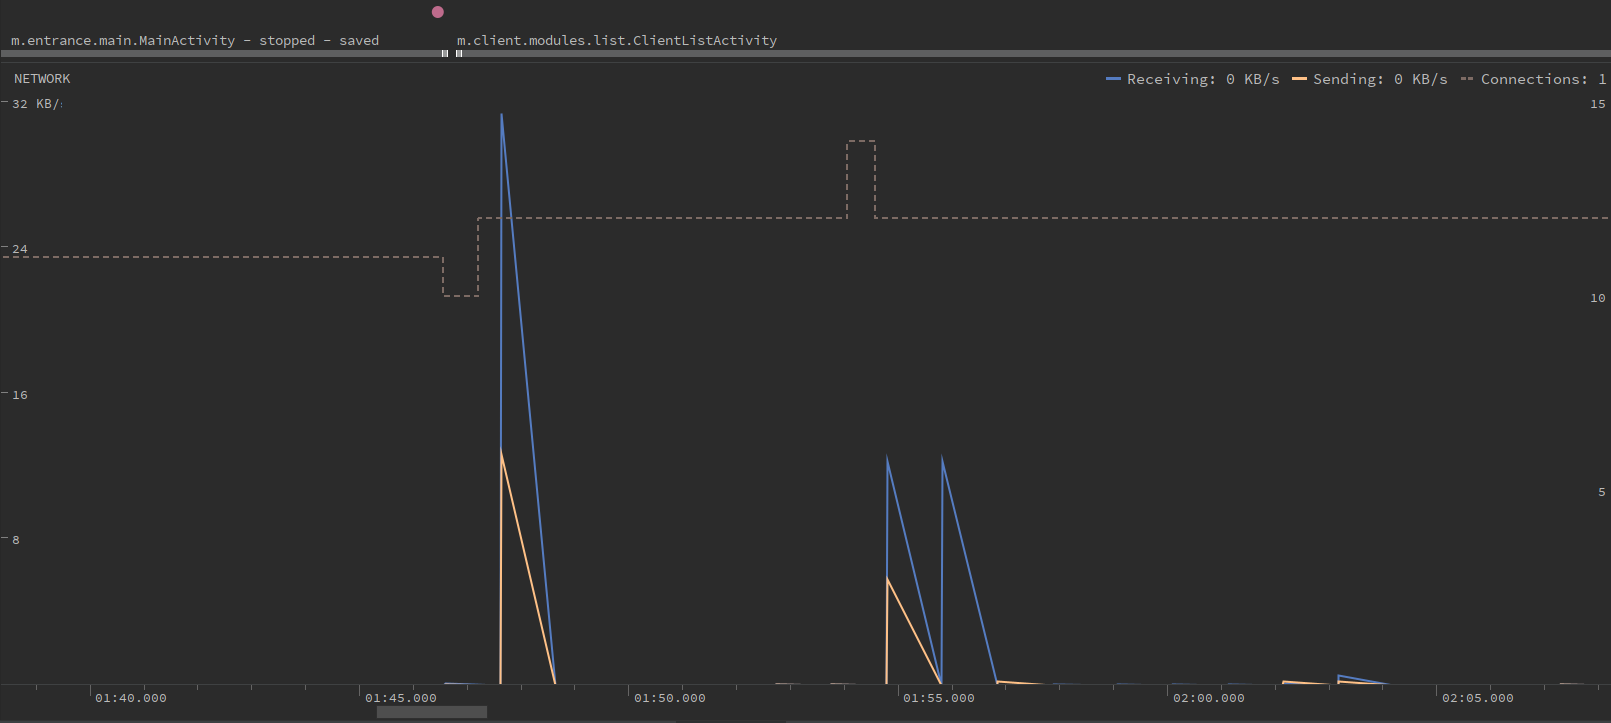 m.entrance.main.MainActivity - stopped - saved
m.client.modules.list.ClientListActivity
NETWORK
Receiving: 0 KB/s
Sending: 0 KB/s
Connections: 1
32 KB/
15
24
10
16
5
8
01:40.000
01:45.000
01:50.000
01:55.000
02:00.000
02:05.000